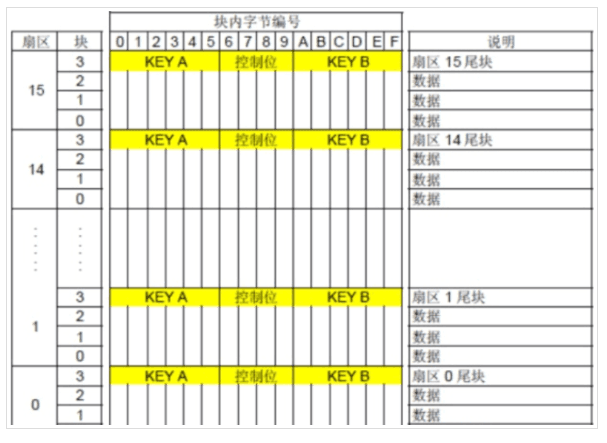 块内字节编号
扇区 块 0 1 2 3 4 5 6 7 8 9 A B C D E F 说明
3 KEY A 控制位 KEY B 扇区 15 尾块
15
2 数据
1 数据
0 数据
3 KEY A 控制位 KEY B 扇区 14 尾块
14
2 数据
1 数据
0 数据
3 KEY A 控制位 KEY B 扇区 1 尾块
1
2 数据
1 数据
0 数据
3 KEY A 控制位 KEY B 扇区 0 尾块
0
2 数据
1 数据